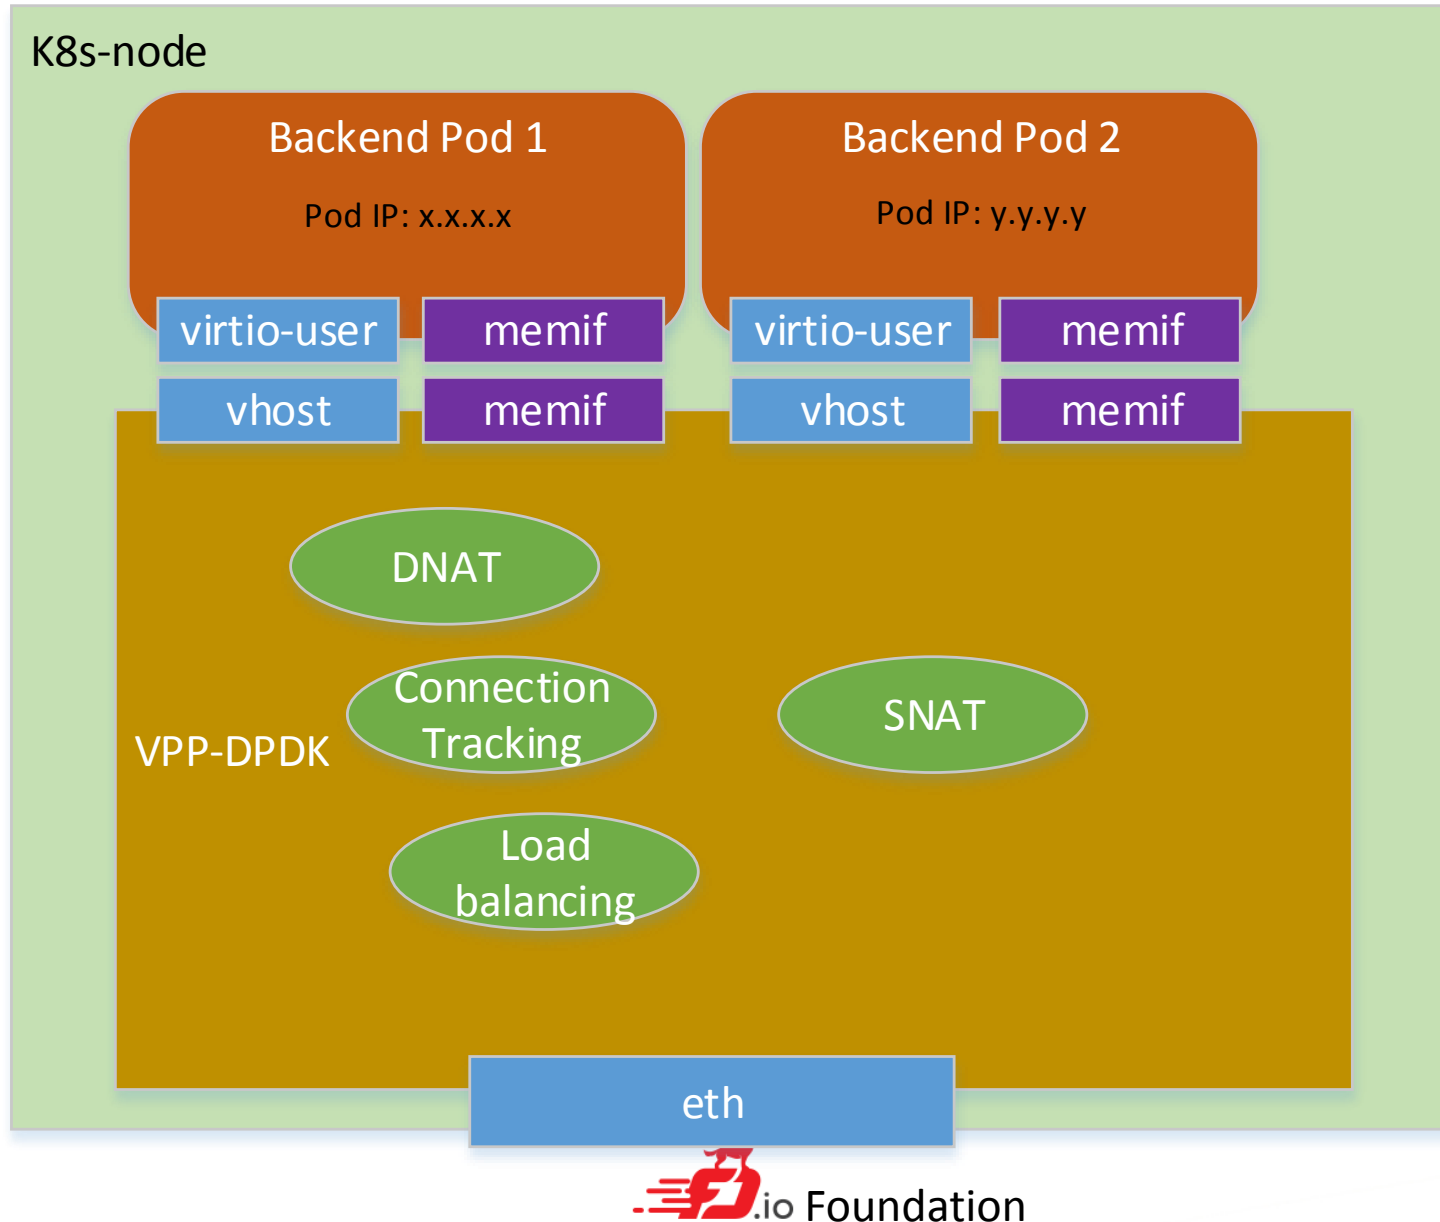 K8s-node
Backend Pod 1
Pod IP: x.x.x.x
Backend Pod 2
Pod IP: y.y.y.y
virtio-user
memif
virtio-user
memif
vhost
memif
vhost
memif
DNAT
Connection
Tracking
SNAT
VPP-DPDK
Load
balancing
eth
FD.io Foundation